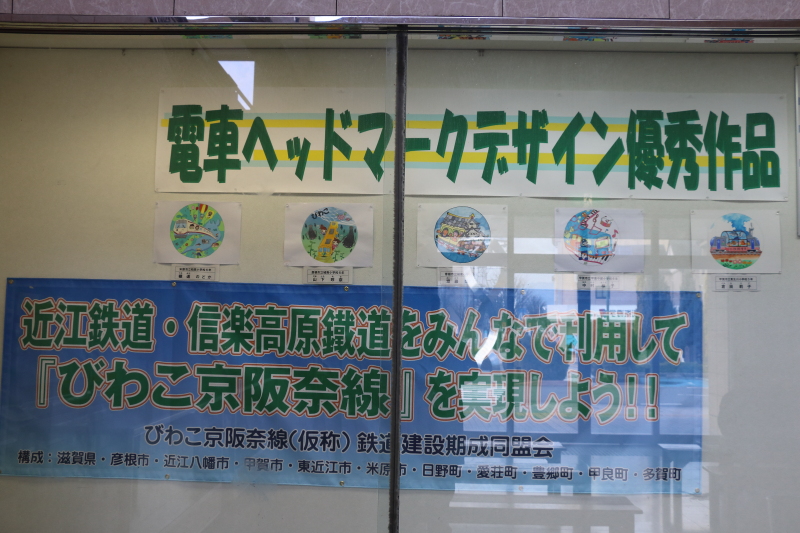 電車ヘッドマークデザイン優秀作品
びわこ
近江鉄道・信楽高原鐵道をみんなで利用して
『びわこ京阪奈線』を実現しよう!!
びわこ京阪奈線(仮称) 鉄道建設期成同盟会
構成：滋賀県・彦根市・近江八幡市・甲賀市・東近江市・米原市・日野町・愛荘町・豊郷町・甲良町・多賀町